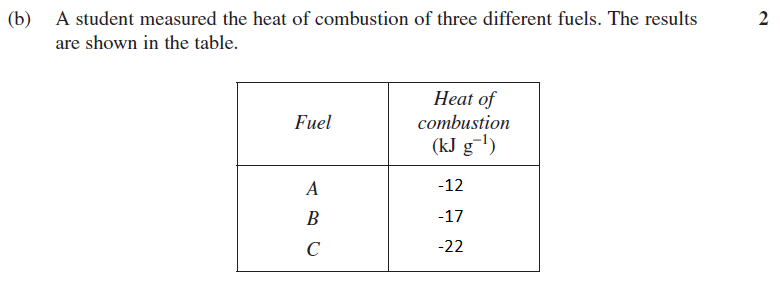 (b) A student measured the heat of combustion of three different fuels. The results 2
are shown in the table.
Fuel
Heat of
combustion
(kJ g⁻¹)
A -12
B -17
C -22